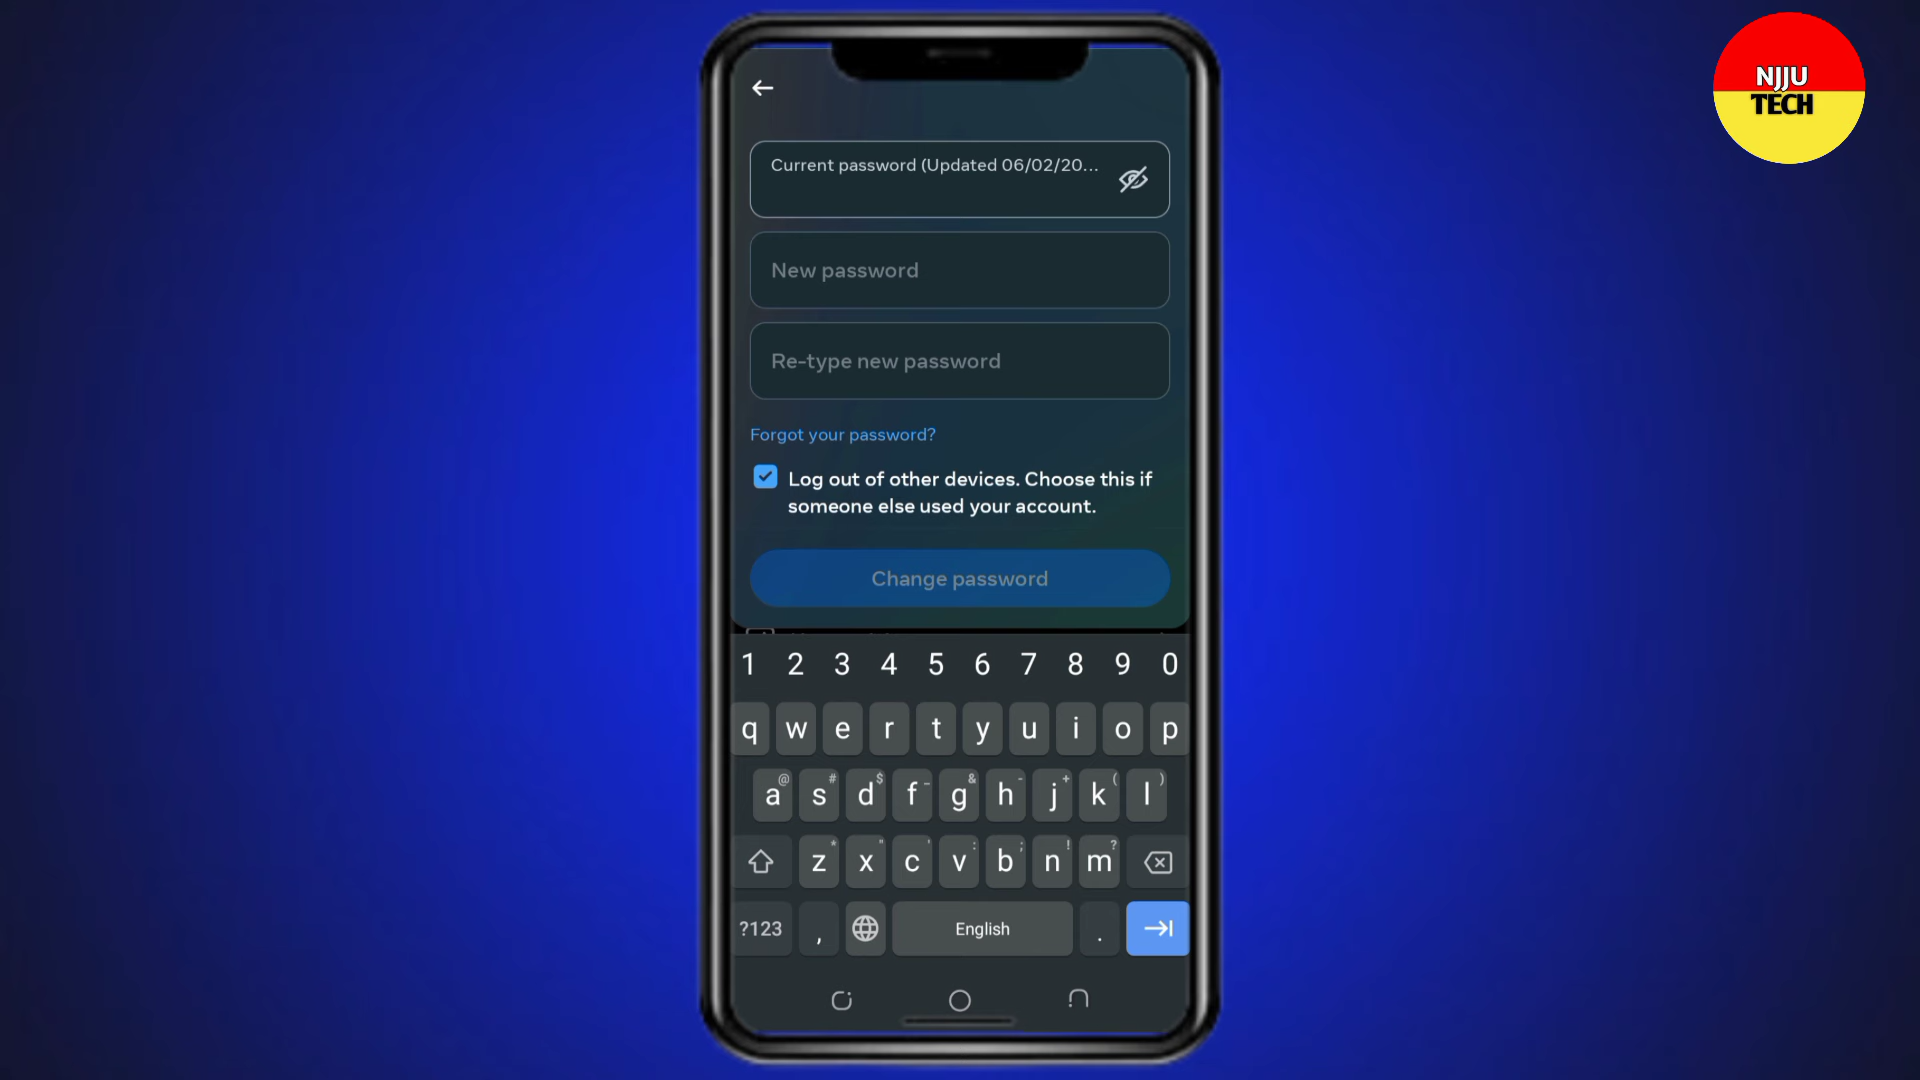 NJJU
TECH
Current password (Updated 06/02/20...
New password
Re-type new password
Forgot your password?
Log out of other devices. Choose this if
someone else used your account.
Change password
1 2 3 4 5 6 7 8 9 0
q w e r t y u i o p
@ # $ _ & - + ( )
a s d f g h j k l
* " ' : ; ! ?
z x c v b n m
?123 , English .